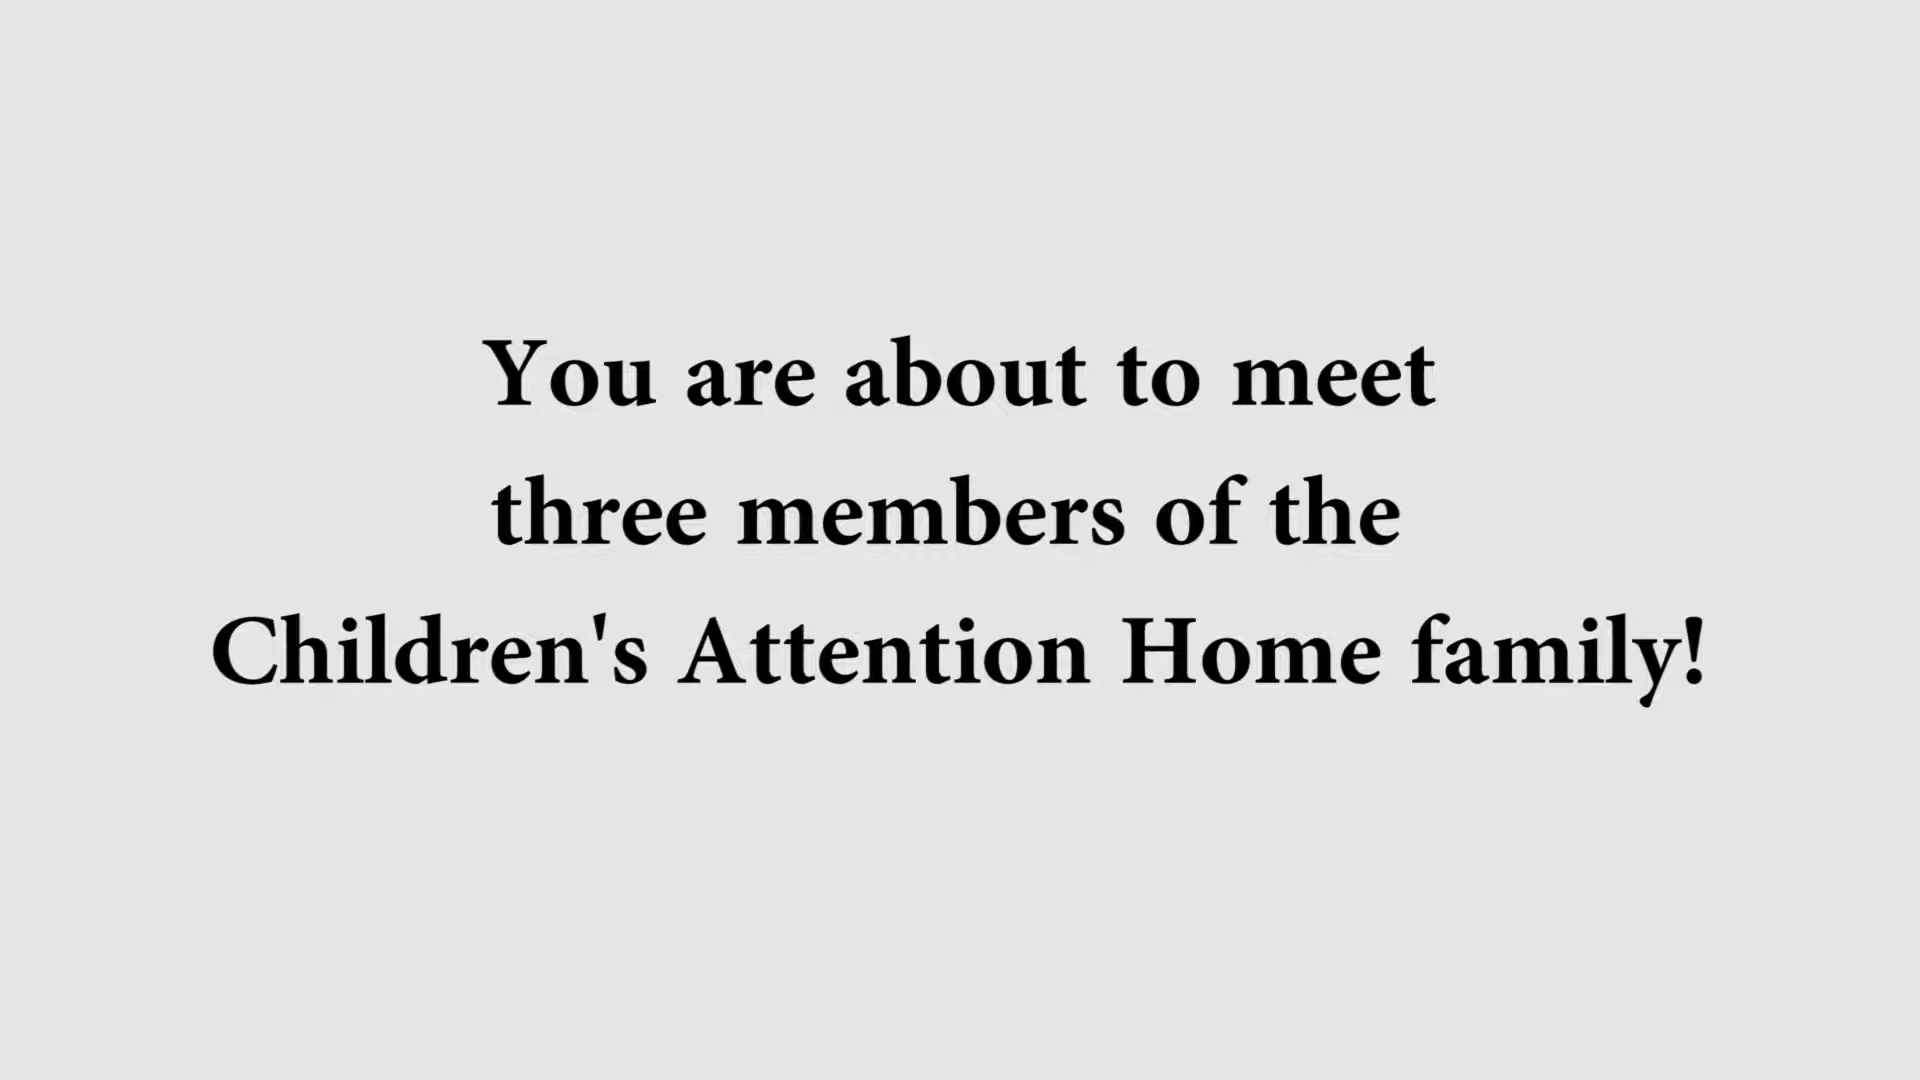 You are about to meet
three members of the
Children's Attention Home family!